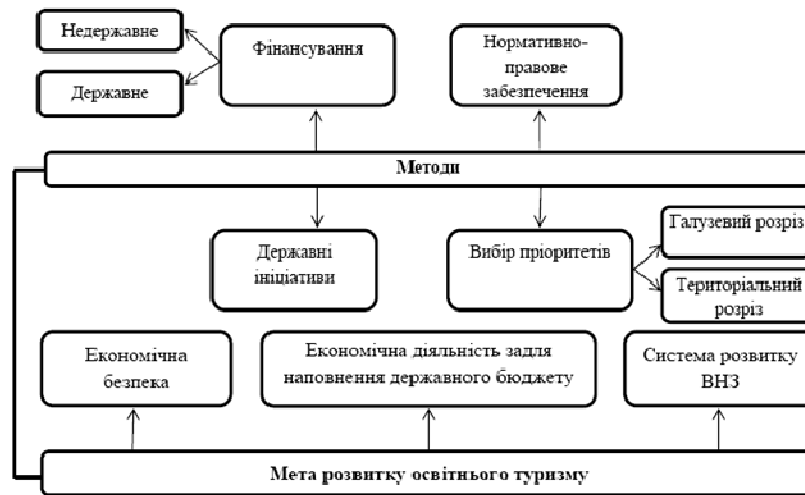 Недержавне
Державне
Фінансування
Нормативно-
правове
забезпечення
Методи
Державні
ініціативи
Вибір пріоритетів
Галузевий розріз
Територіальний
розріз
Економічна
безпека
Економічна діяльність задля
наповнення державного бюджету
Система розвитку
ВНЗ
Мета розвитку освітнього туризму